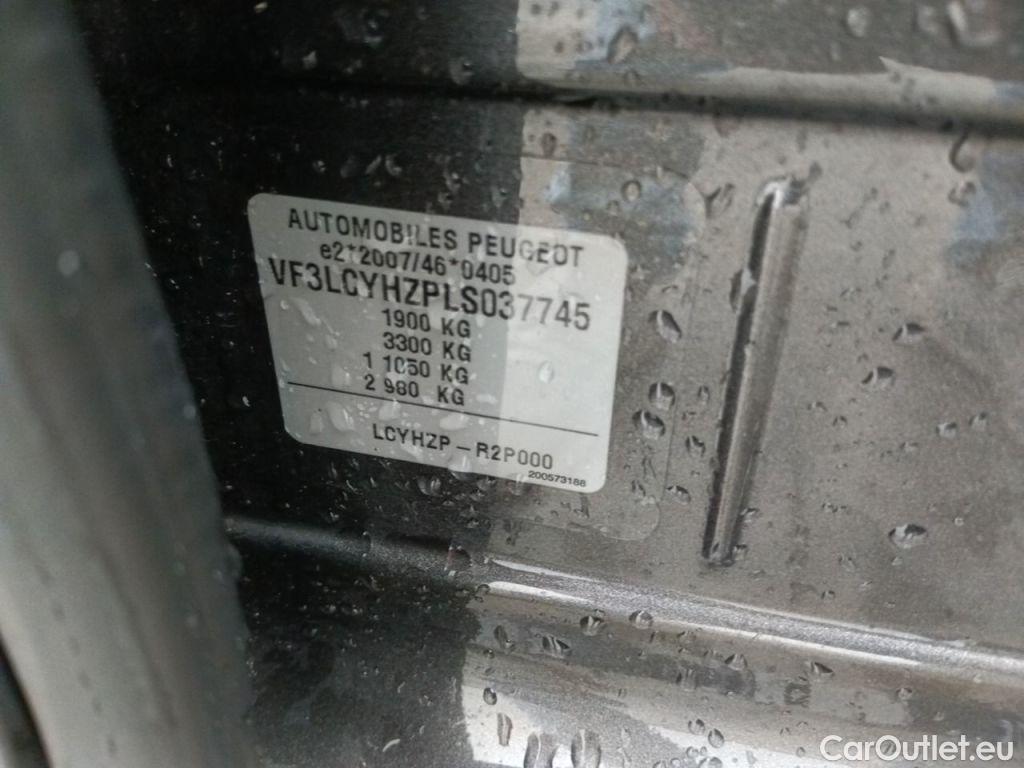 AUTOMOBILES PEUGEOT
e2*2007/46*0405
VF3LCYHZPLS037745
1900 KG
3300 KG
1 1050 KG
2 980 KG
LCYHZP – R2P000
200573188
CarOutlet.eu